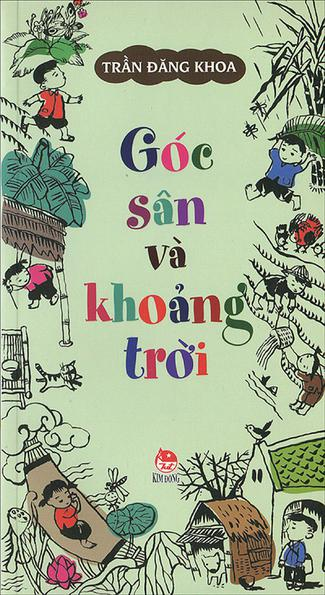 TRẦN ĐĂNG KHOA
Góc
sân
và
khoảng
trời
KIM ĐỒNG